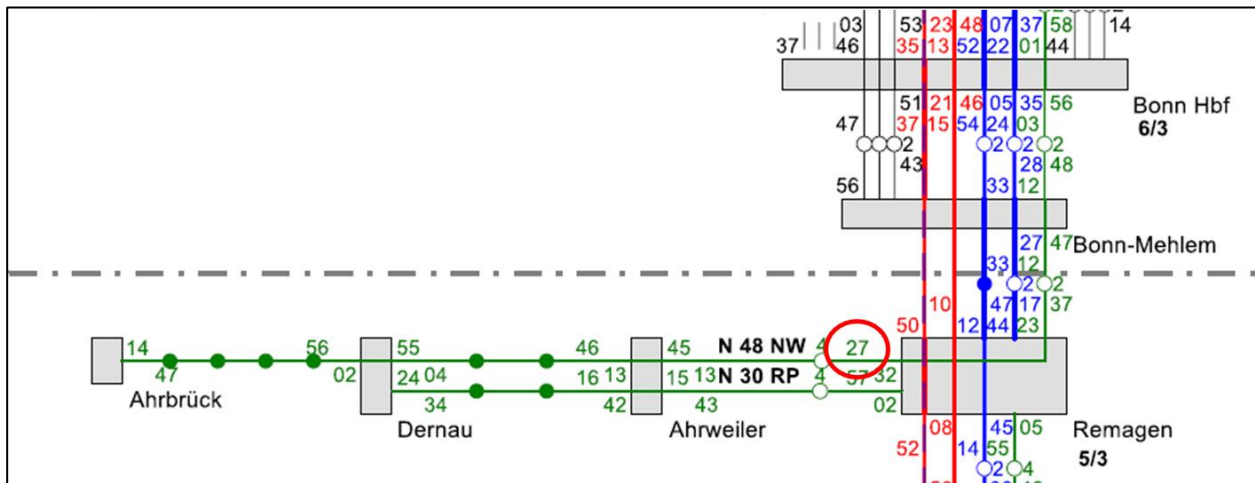 03 53 23 48 07 37 58 14
37 46 35 13 52 22 01 44
Bonn Hbf
6/3
51 21 46 05 35 56
47 37 15 54 24 03
2 2 2 2
43 28 48
56 33 12
Bonn-Mehlem
27 47
33 12
2 2
10 47 17 37
50 12 44 23
14 56 55 46 45 N 48 NW 4 27
47 02 24 04 16 13 15 13 N 30 RP 4 57 32
34 42 43 02
Ahrbrück
Dernau
Ahrweiler
Remagen
5/3
08 45 05
52 14 55
2 4